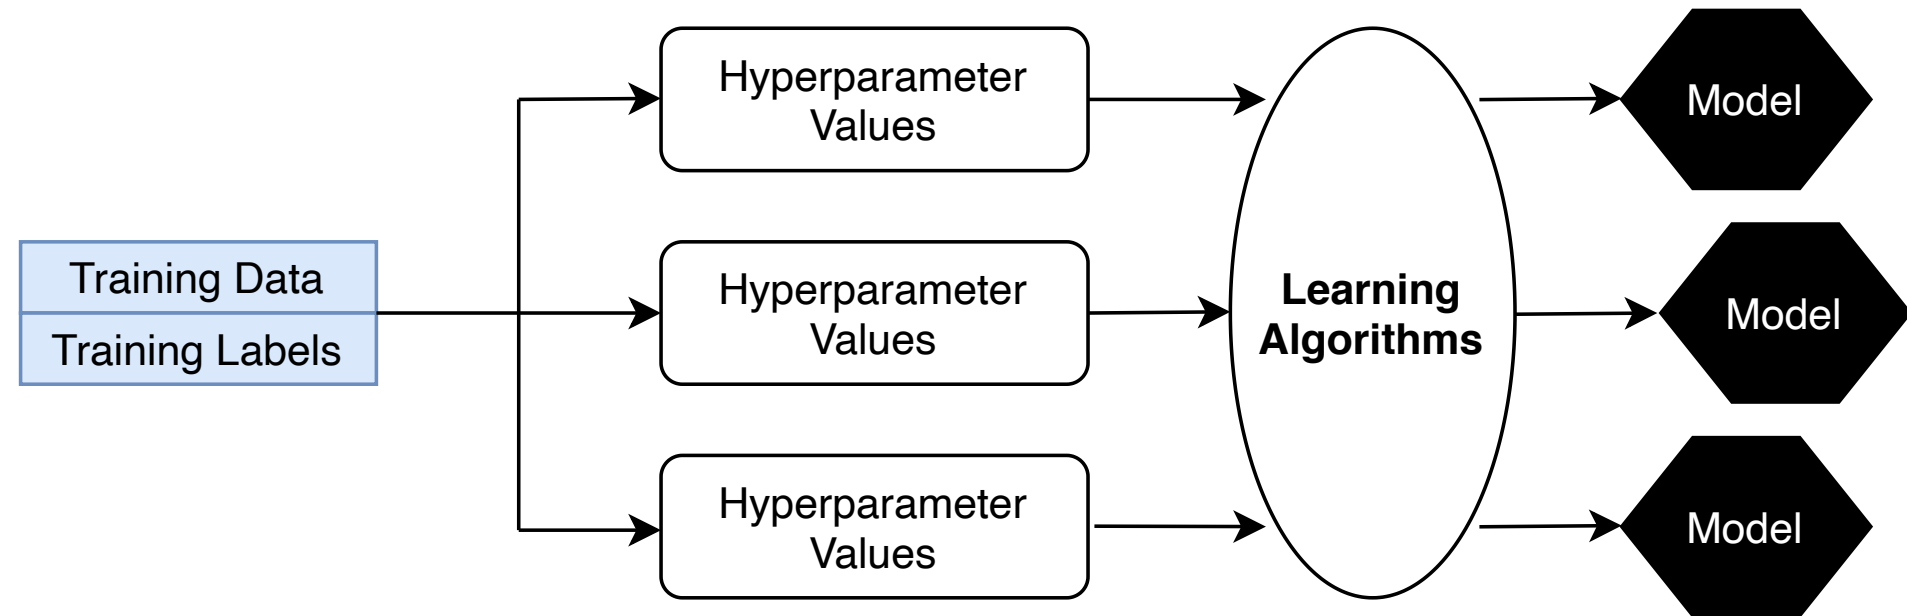 Training Data
Training Labels
Hyperparameter
Values
Hyperparameter
Values
Hyperparameter
Values
Learning
Algorithms
Model
Model
Model